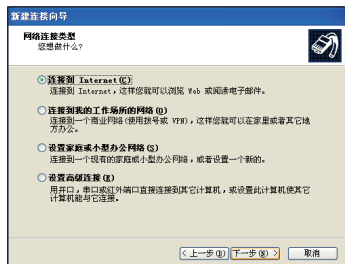 新建连接向导
网络连接类型
您想做什么?
连接到 Internet(C)
连接到 Internet，这样您就可以浏览 Web 或阅读电子邮件。
连接到我的工作场所的网络(O)
连接到一个商业网络(使用拨号或 VPN)，这样您就可以在家里或者其它地
方办公。
设置家庭或小型办公网络(S)
连接到一个现有的家庭或小型办公网络，或者设置一个新的。
设置高级连接(E)
用并口，串口或红外端口直接连接到其它计算机，或设置此计算机使其它
计算机能与它连接。
<上一步(B) 下一步(N)> 取消